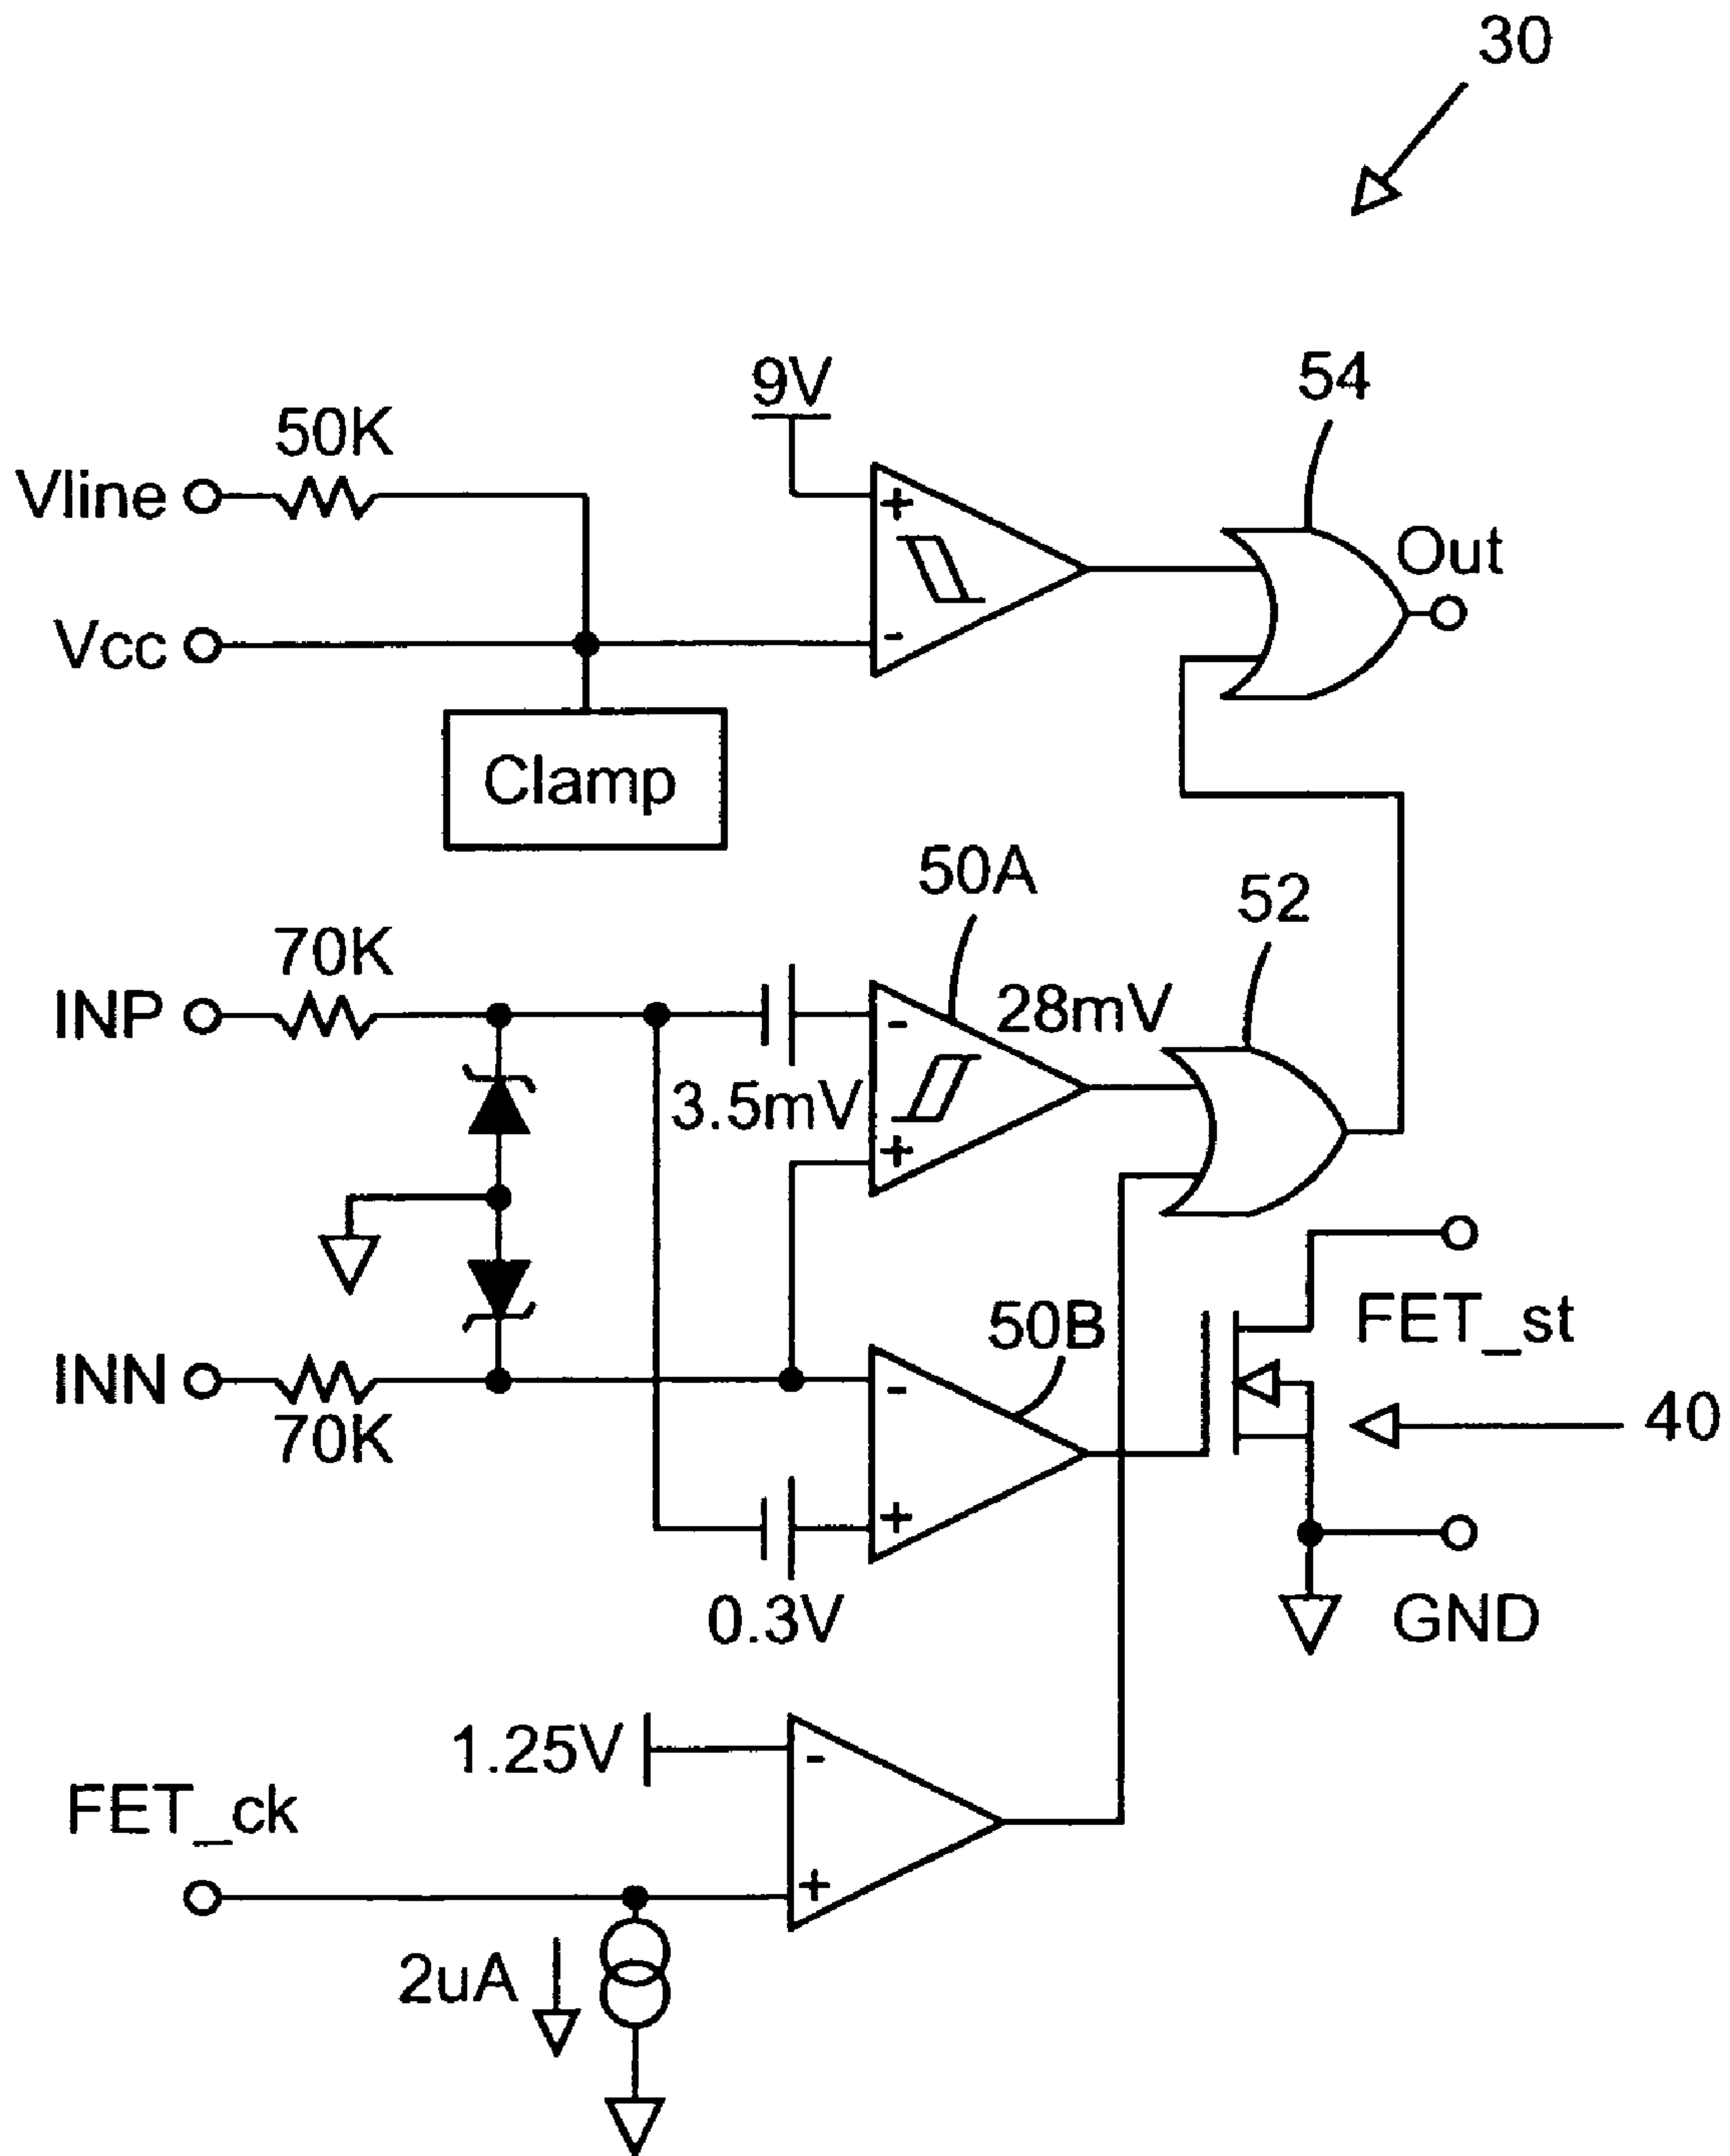 30
9V
54
50K
Vline
Out
+
Vcc
-
Clamp
50A
52
70K
INP
-
28mV
3.5mV
+
50B
FET_st
INN
-
70K
40
+
0.3V
GND
1.25V
-
FET_ck
+
2uA